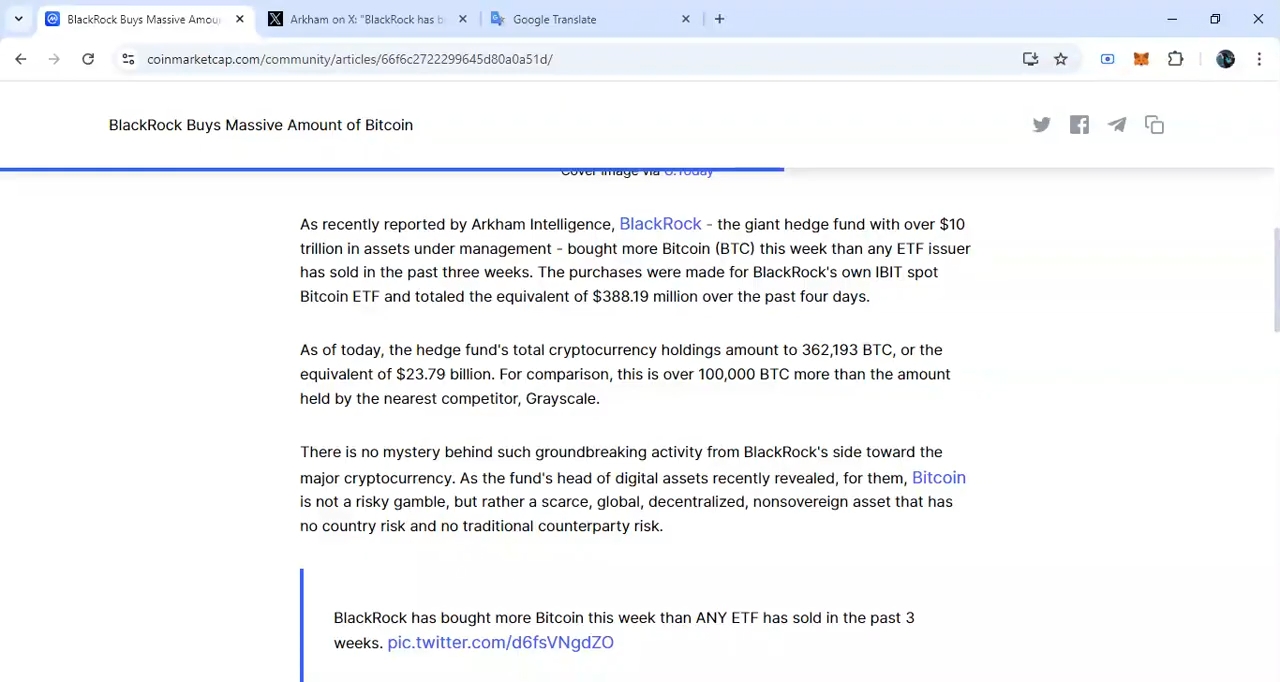 BlackRock Buys Massive Amou
Arkham on X: "BlackRock has b
Google Translate
coinmarketcap.com/community/articles/66f6c2722299645d80a0a51d/
BlackRock Buys Massive Amount of Bitcoin
Cover image via U.Today
As recently reported by Arkham Intelligence, BlackRock - the giant hedge fund with over $10
trillion in assets under management - bought more Bitcoin (BTC) this week than any ETF issuer
has sold in the past three weeks. The purchases were made for BlackRock's own IBIT spot
Bitcoin ETF and totaled the equivalent of $388.19 million over the past four days.
As of today, the hedge fund's total cryptocurrency holdings amount to 362,193 BTC, or the
equivalent of $23.79 billion. For comparison, this is over 100,000 BTC more than the amount
held by the nearest competitor, Grayscale.
There is no mystery behind such groundbreaking activity from BlackRock's side toward the
major cryptocurrency. As the fund's head of digital assets recently revealed, for them, Bitcoin
is not a risky gamble, but rather a scarce, global, decentralized, nonsovereign asset that has
no country risk and no traditional counterparty risk.
BlackRock has bought more Bitcoin this week than ANY ETF has sold in the past 3
weeks. pic.twitter.com/d6fsVNgdZO